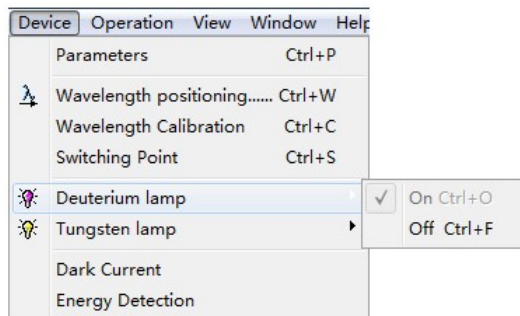 Device Operation View Window Help
Parameters Ctrl+P
Wavelength positioning...... Ctrl+W
Wavelength Calibration Ctrl+C
Switching Point Ctrl+S
Deuterium lamp
On Ctrl+O
Tungsten lamp
Off Ctrl+F
Dark Current
Energy Detection